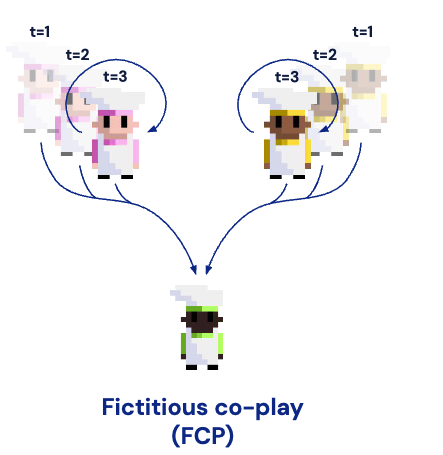 t=1
t=2
t=3
t=1
t=2
t=3
Fictitious co-play
(FCP)